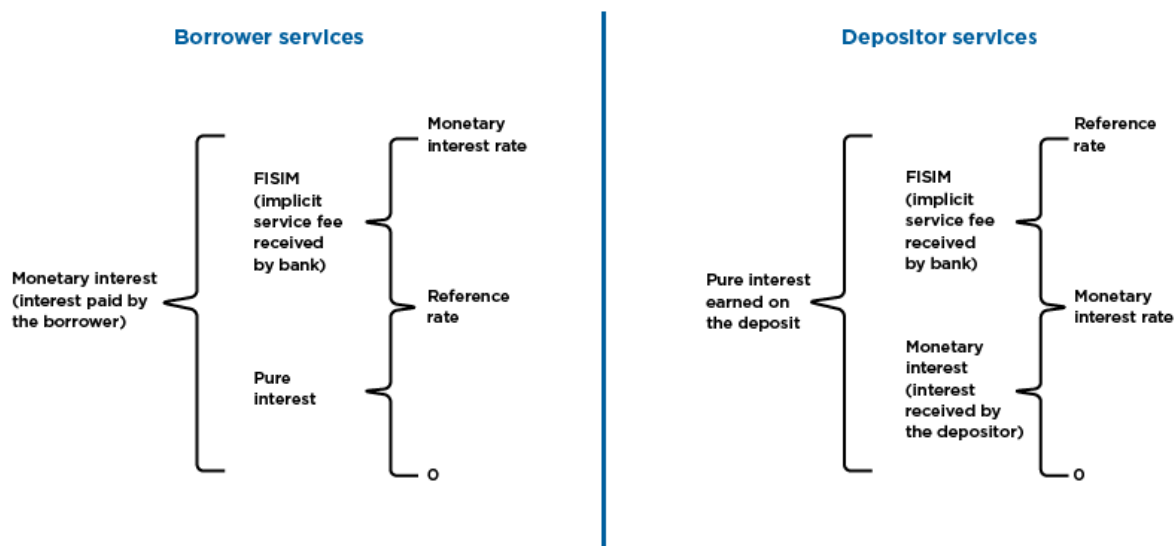 Borrower services
Monetary
interest rate
FISIM
(implicit
service fee
received
by bank)
Monetary interest
(interest paid by
the borrower)
Reference
rate
Pure
interest
0
Depositor services
Reference
rate
FISIM
(implicit
service fee
received
by bank)
Pure interest
earned on
the deposit
Monetary
interest rate
Monetary
interest
(interest
received by
the depositor)
0